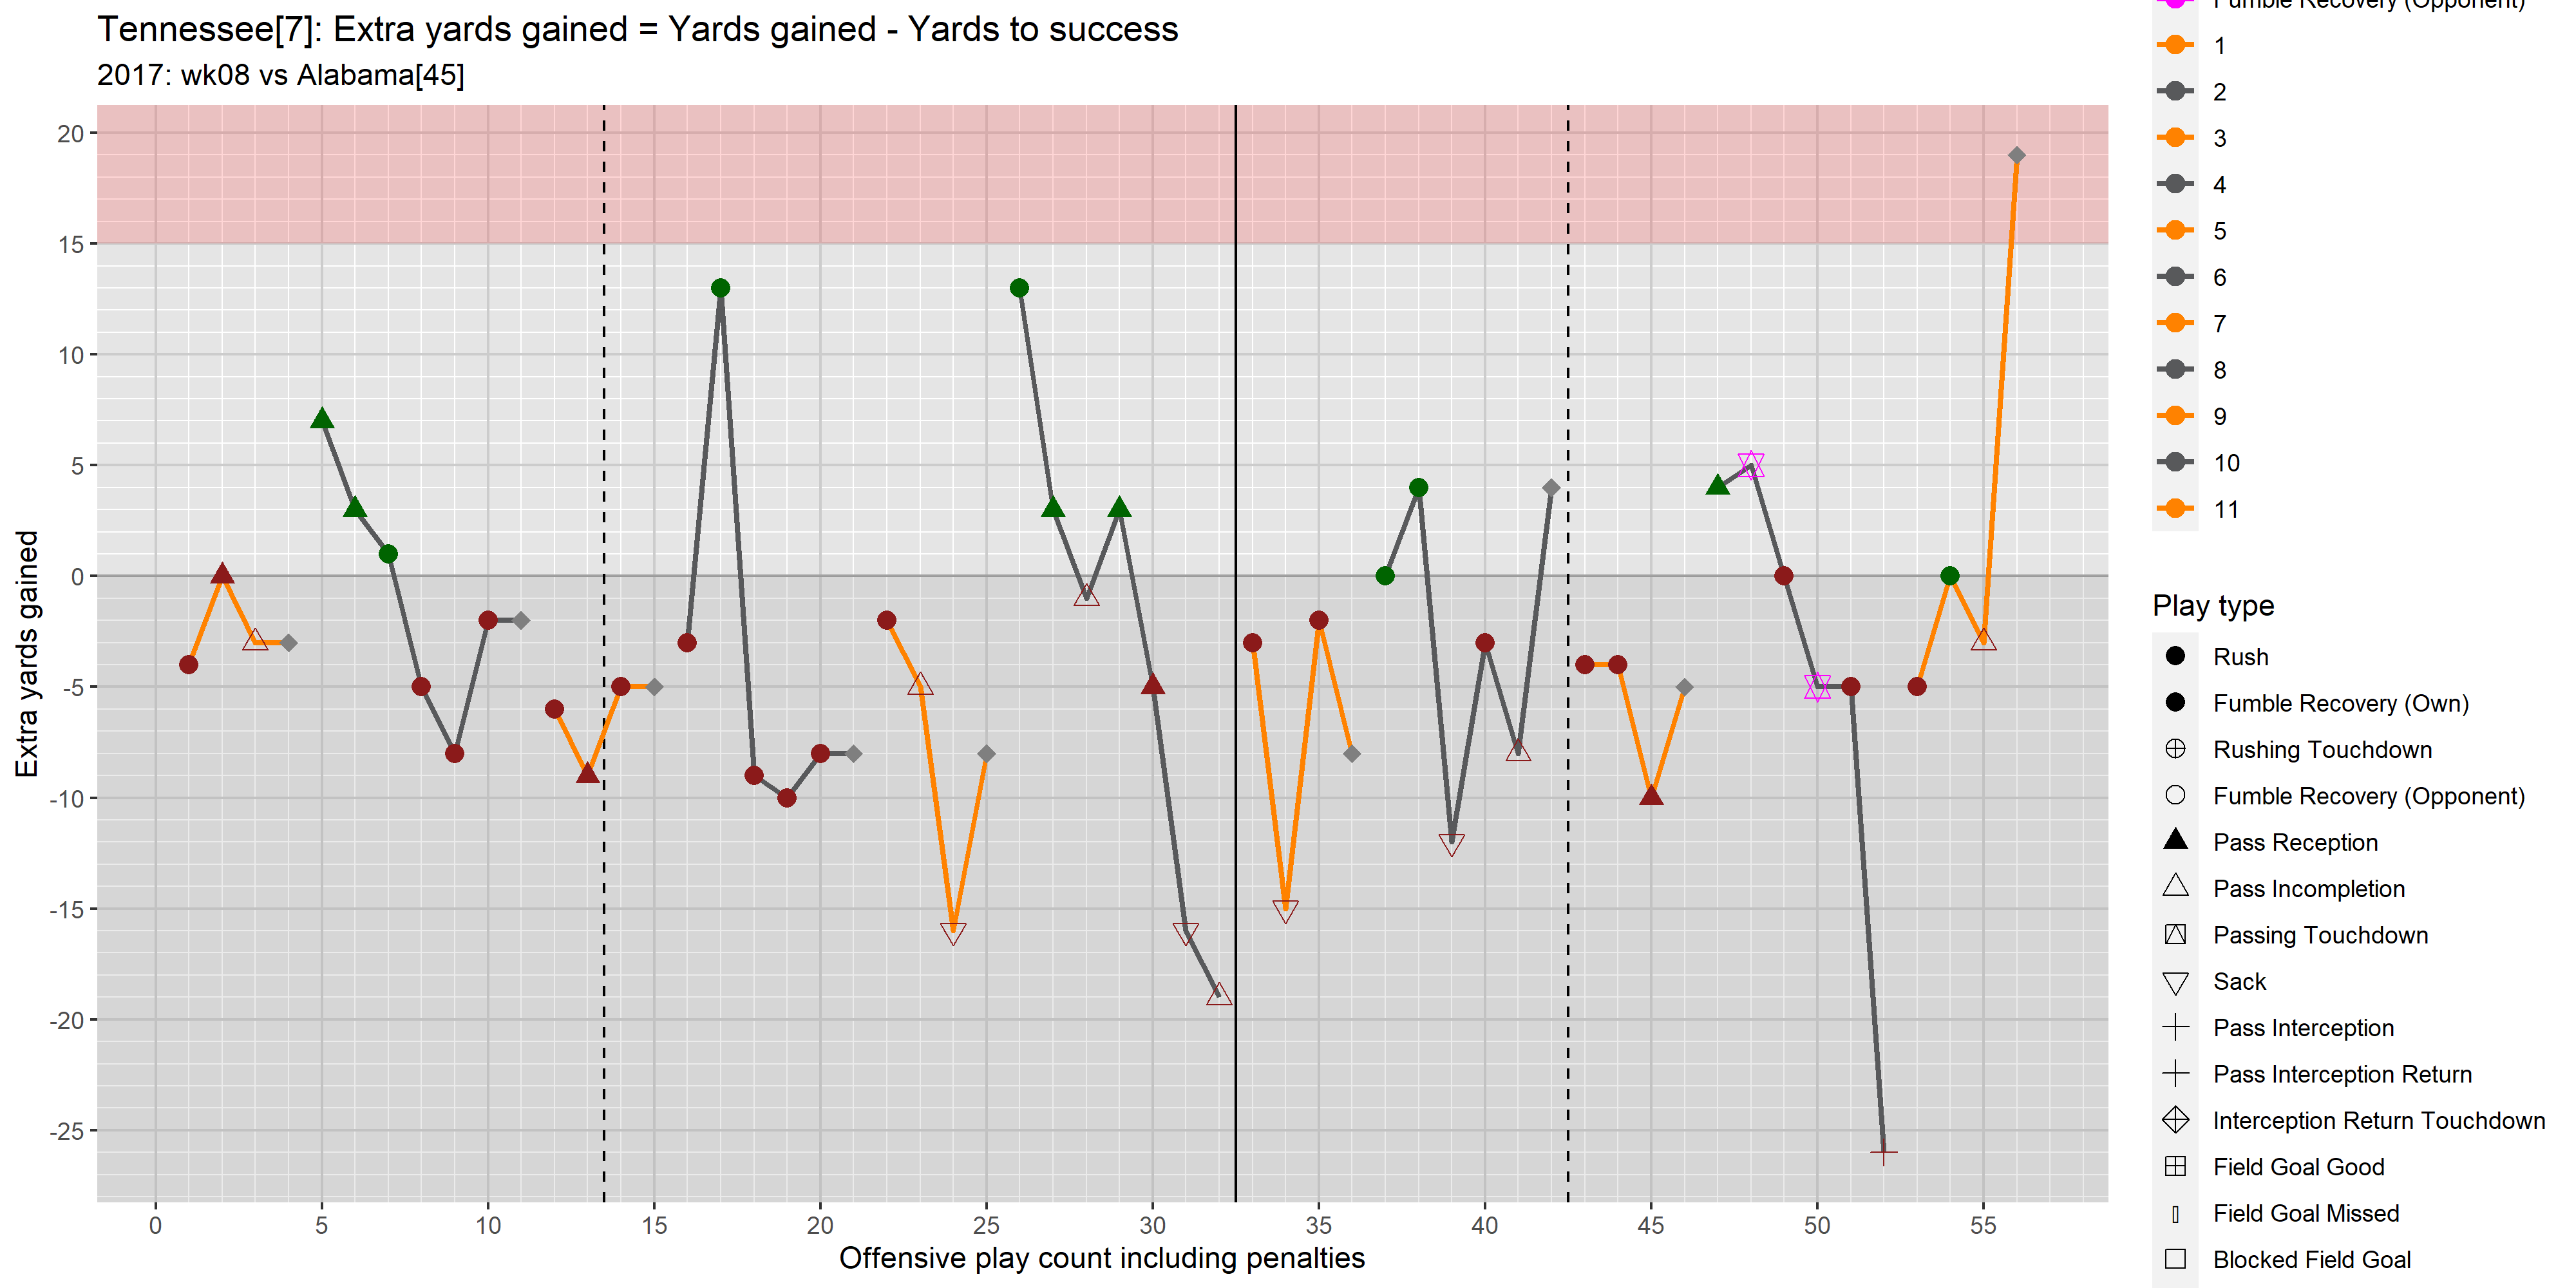 Tennessee[7]: Extra yards gained = Yards gained - Yards to success
2017: wk08 vs Alabama[45]
Extra yards gained
20
15
10
5
0
-5
-10
-15
-20
-25
0 5 10 15 20 25 30 35 40 45 50 55
Offensive play count including penalties
Fumble Recovery (Opponent)
1
2
3
4
5
6
7
8
9
10
11
Play type
Rush
Fumble Recovery (Own)
Rushing Touchdown
Fumble Recovery (Opponent)
Pass Reception
Pass Incompletion
Passing Touchdown
Sack
Pass Interception
Pass Interception Return
Interception Return Touchdown
Field Goal Good
Field Goal Missed
Blocked Field Goal